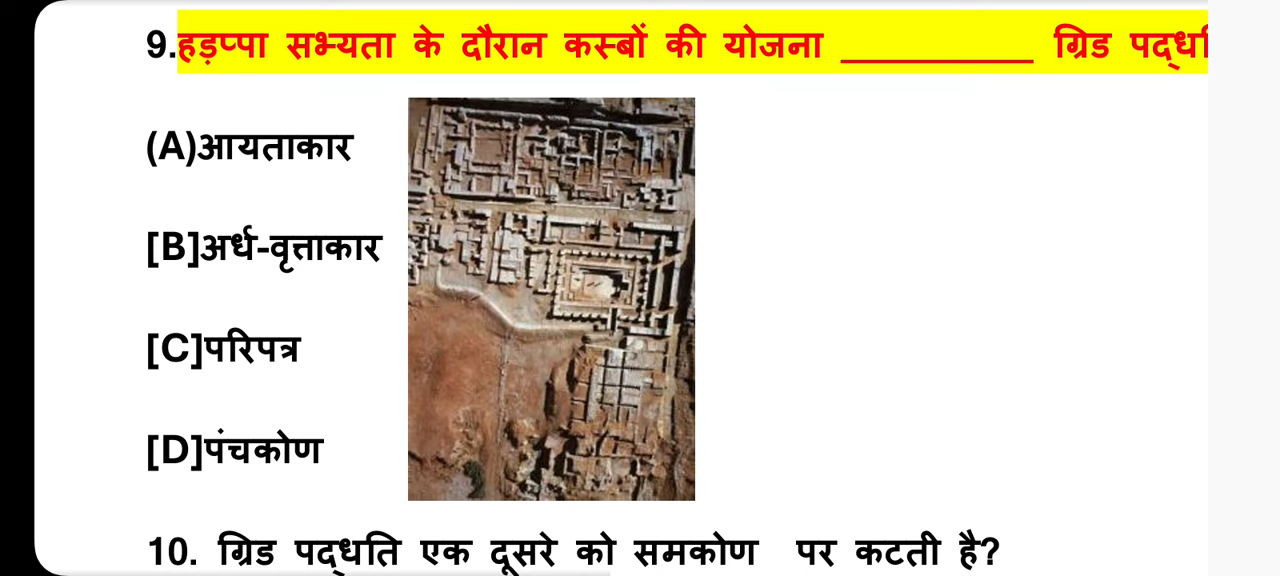 9.हड़प्पा सभ्यता के दौरान कस्बों की योजना __________ ग्रिड
(A)आयताकार
[B]अर्ध-वृत्ताकार
[C]परिपत्र
[D]पंचकोण
10. ग्रिड पद्धति एक दूसरे को समकोण पर कटती है?